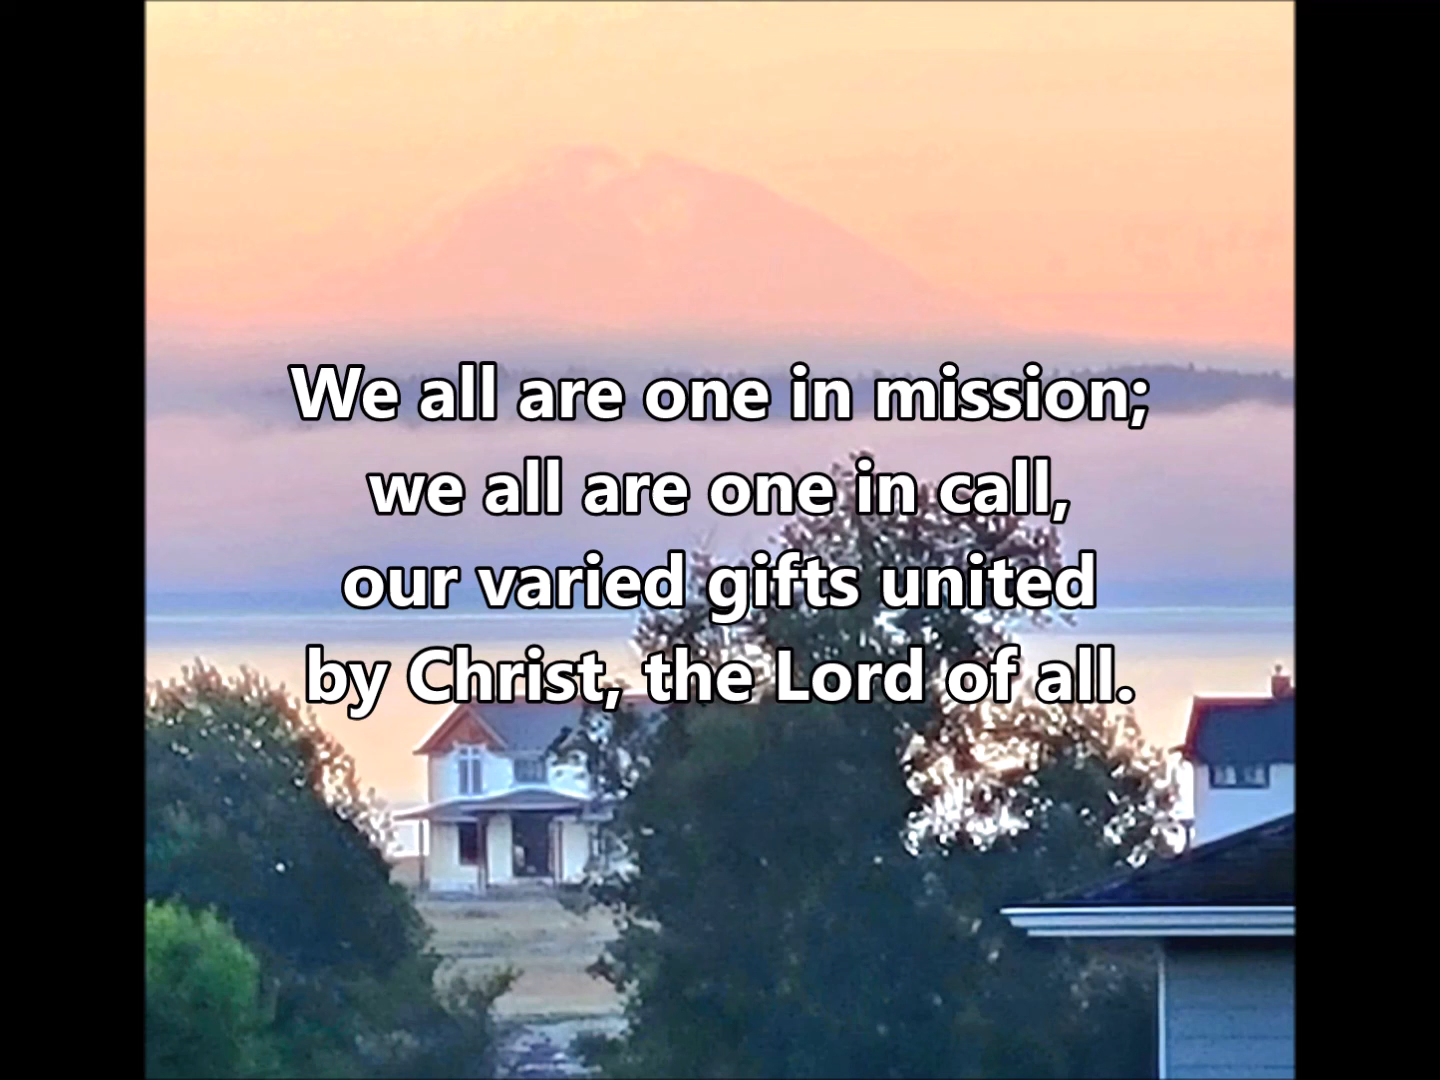 We all are one in mission;
we all are one in call,
our varied gifts united
by Christ, the Lord of all.